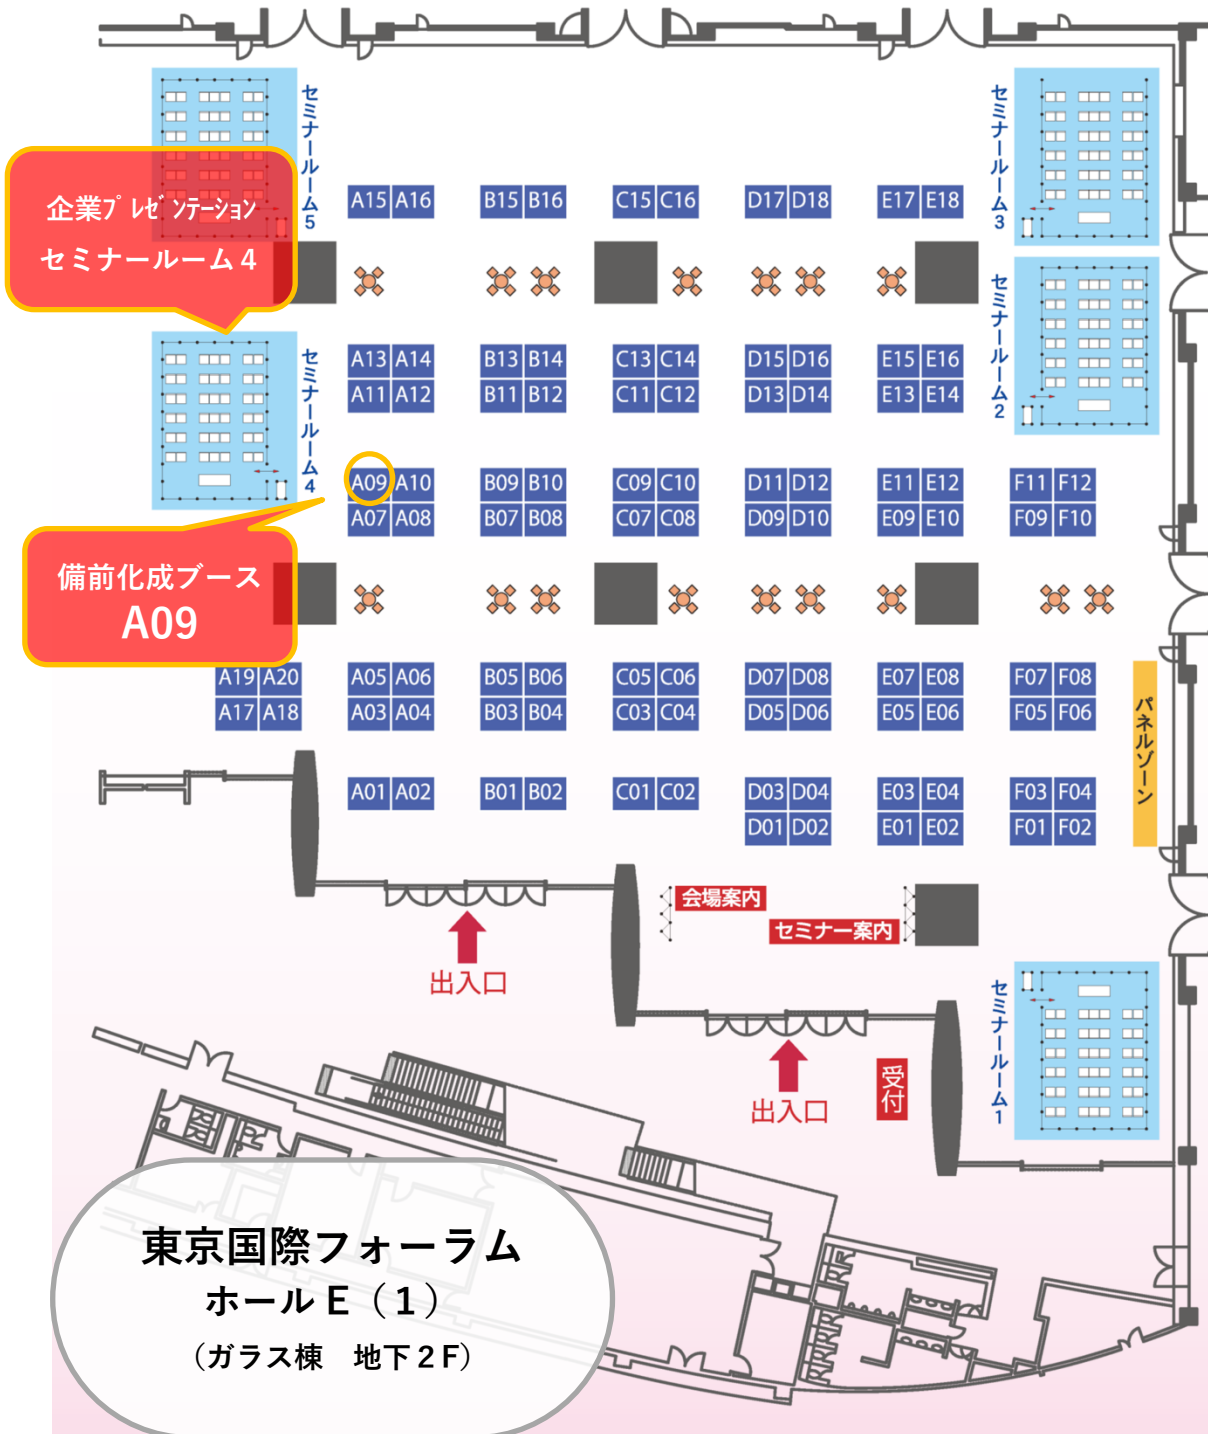 セミナールーム5
セミナールーム3
企業プレゼンテーション
セミナールーム４
A15 A16 B15 B16 C15 C16 D17 D18 E17 E18
セミナールーム2
セミナールーム4
A13 A14 B13 B14 C13 C14 D15 D16 E15 E16
A11 A12 B11 B12 C11 C12 D13 D14 E13 E14
A09 A10 B09 B10 C09 C10 D11 D12 E11 E12 F11 F12
A07 A08 B07 B08 C07 C08 D09 D10 E09 E10 F09 F10
備前化成ブース
A09
A19 A20 A05 A06 B05 B06 C05 C06 D07 D08 E07 E08 F07 F08
A17 A18 A03 A04 B03 B04 C03 C04 D05 D06 E05 E06 F05 F06
パネルゾーン
A01 A02 B01 B02 C01 C02 D03 D04 E03 E04 F03 F04
D01 D02 E01 E02 F01 F02
会場案内
セミナー案内
出入口
セミナールーム1
受付
出入口
東京国際フォーラム
ホールＥ（１）
（ガラス棟　地下２F）